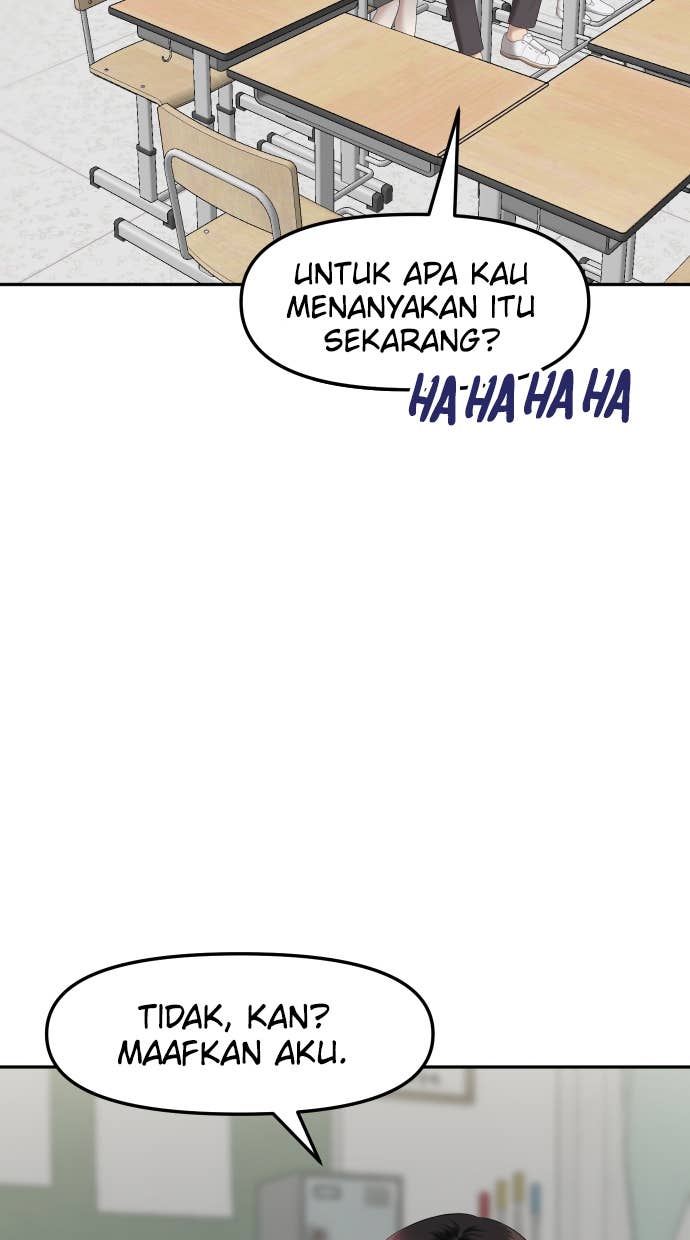 UNTUK APA KAU
MENANYAKAN ITU
SEKARANG?
HA HA HA HA
TIDAK, KAN?
MAAFKAN AKU.